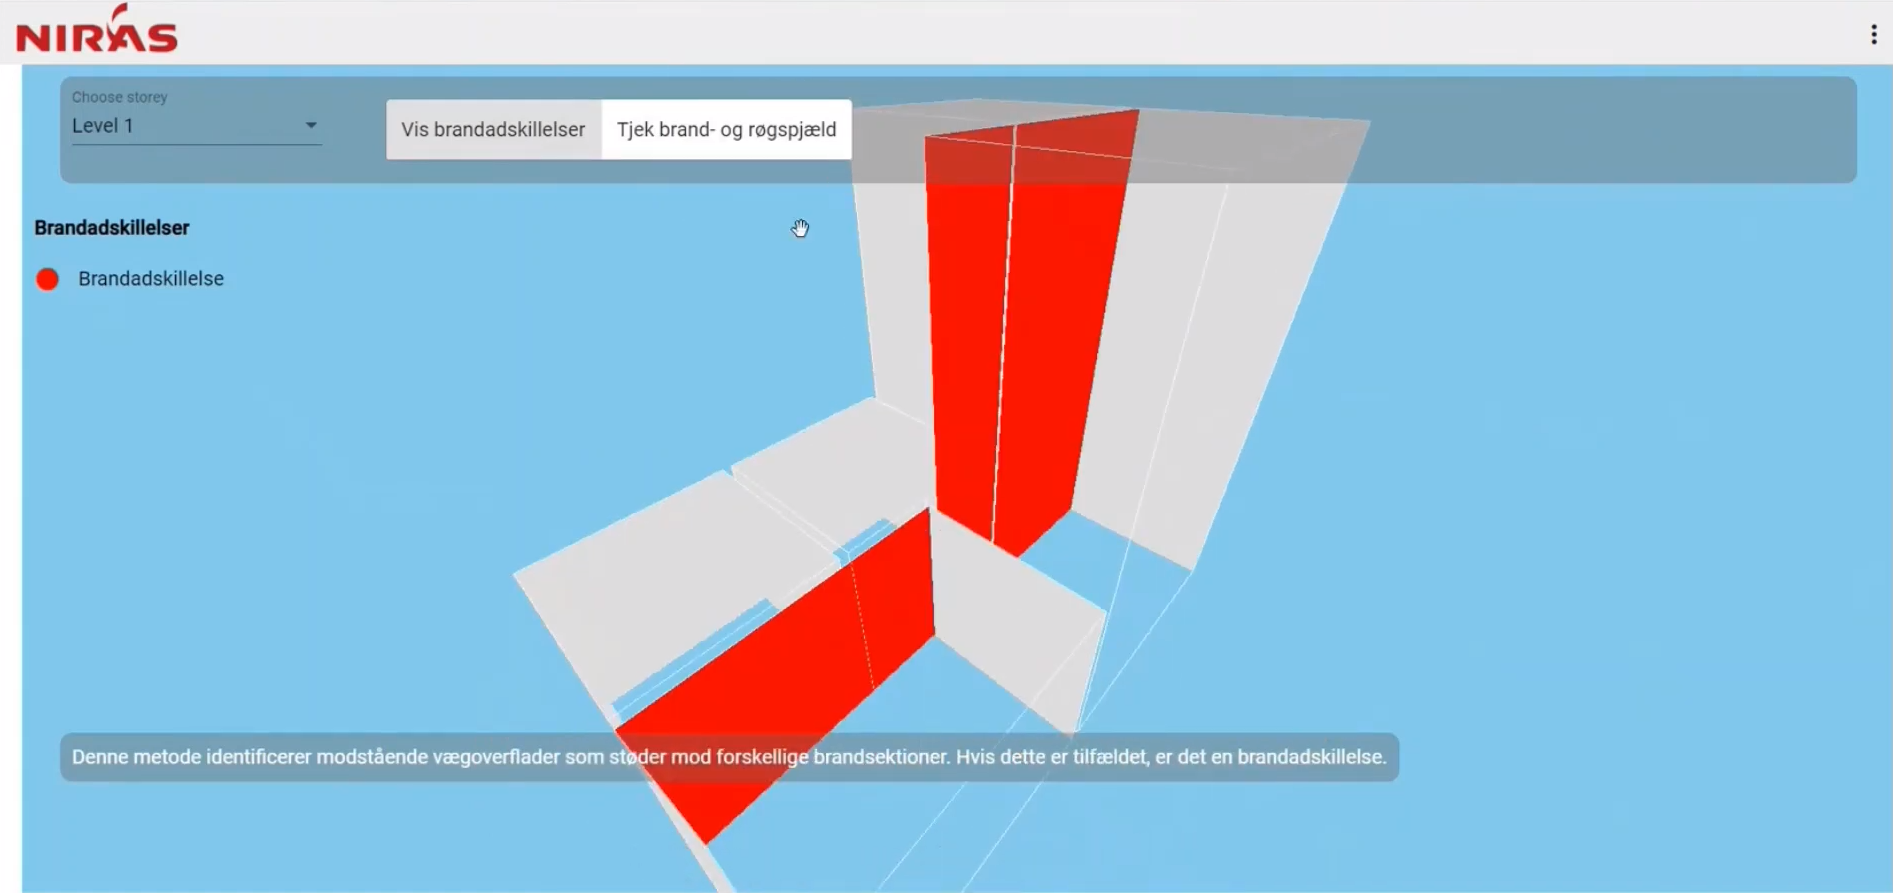 NIRAS
Choose storey
Level 1
Vis brandadskillelser
Tjek brand- og røgspjæld
Brandadskillelser
Brandadskillelse
Denne metode identificerer modstående vægoverflader som støder mod forskellige brandsektioner. Hvis dette er tilfældet, er det en brandadskillelse.